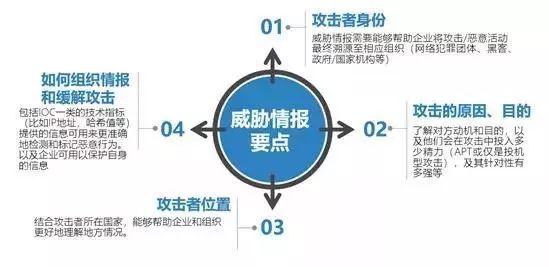 01
攻击者身份
威胁情报需要能够帮助企业将攻击/恶意活动
最终溯源至相应组织（网络犯罪团体、黑客、
政府/国家机构等）
02
攻击的原因、目的
了解对方动机和目的，以
及他们会在攻击中投入多
少精力（APT或仅是投机
型攻击），及其针对性有
多强等
03
攻击者位置
结合攻击者所在国家，能够帮助企业和组织
更好地理解地方情况。
04
如何组织情报
和缓解攻击
包括IOC一类的技术指标
（比如IP地址，哈希值等）
提供的信息可用来更准确
地检测和标记恶意行为。
以及企业可用以保护自身
的信息
威胁情报
要点